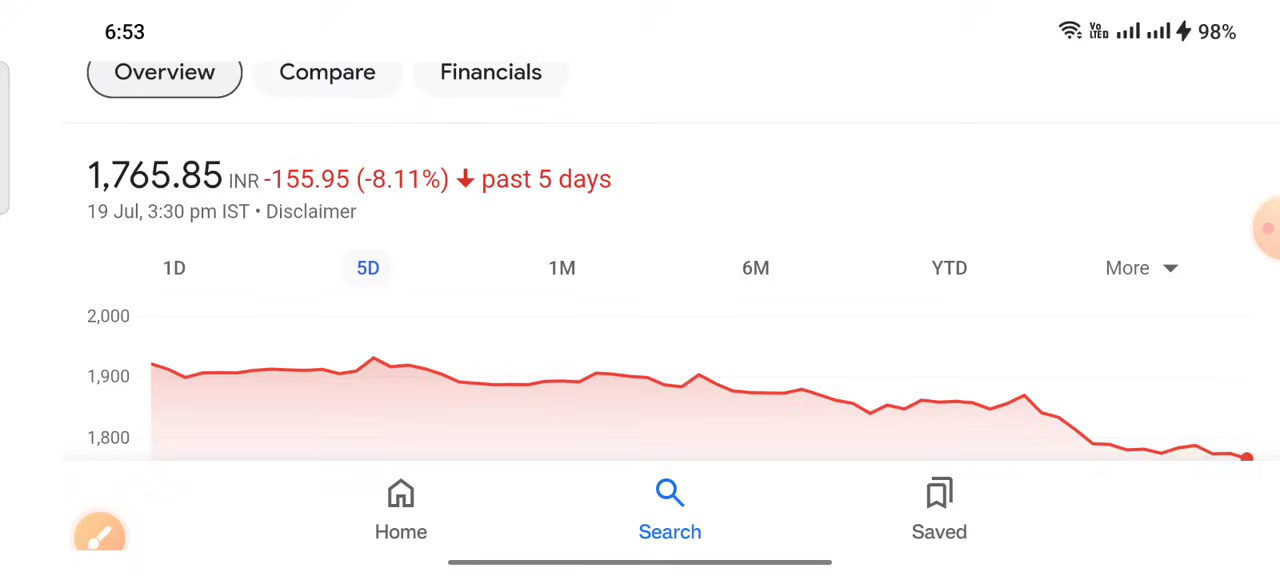 6:53
Vo LTED 98%
Overview Compare Financials
1,765.85 INR -155.95 (-8.11%) ↓ past 5 days
19 Jul, 3:30 pm IST • Disclaimer
1D 5D 1M 6M YTD More
2,000
1,900
1,800
Home Search Saved